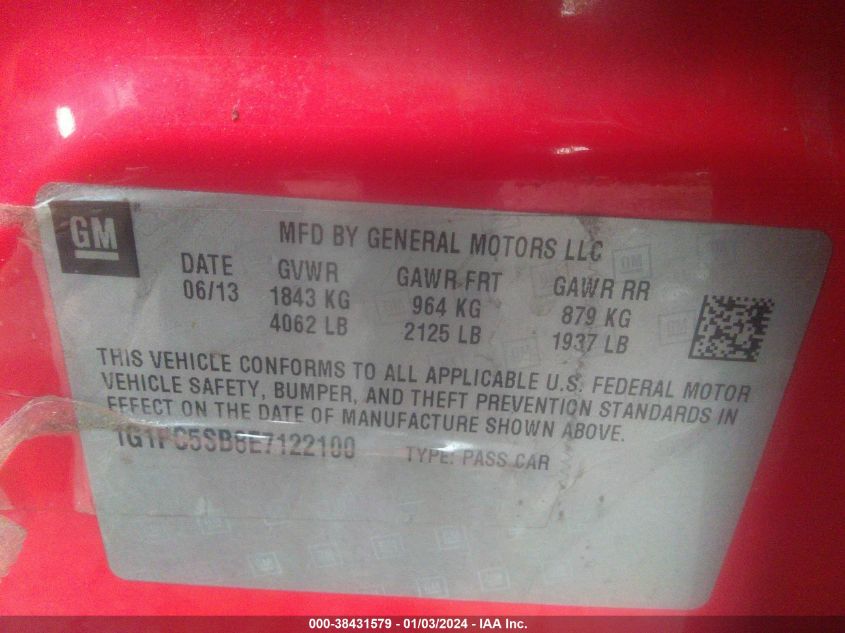 GM
MFD BY GENERAL MOTORS LLC
DATE GVWR GAWR FRT GAWR RR
06/13 1843 KG 964 KG 879 KG
4062 LB 2125 LB 1937 LB
THIS VEHICLE CONFORMS TO ALL APPLICABLE U.S. FEDERAL MOTOR
VEHICLE SAFETY, BUMPER, AND THEFT PREVENTION STANDARDS IN
EFFECT ON THE DATE OF MANUFACTURE SHOWN ABOVE.
1G1PC5SB8E7122100 TYPE: PASS CAR
000-38431579 - 01/03/2024 - IAA Inc.